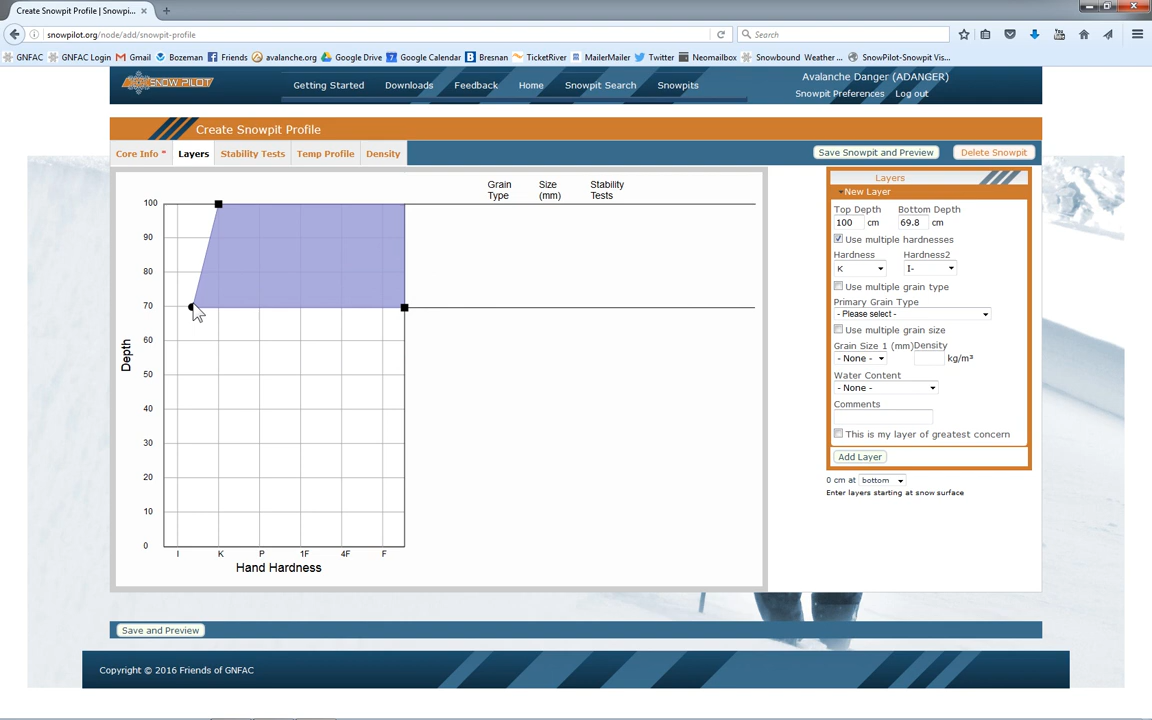 Create Snowpit Profile | Snowpi...
snowpilot.org/node/add/snowpit-profile
Search
GNFAC
GNFAC Login
Gmail
Bozeman
Friends
avalanche.org
Google Drive
Google Calendar
Bresnan
TicketRiver
MailerMailer
Twitter
Neomailbox
Snowbound Weather ...
SnowPilot-Snowpit Vis...
SNOW PILOT
Getting Started
Downloads
Feedback
Home
Snowpit Search
Snowpits
Avalanche Danger (ADANGER)
Snowpit Preferences
Log out
Create Snowpit Profile
Core Info *
Layers
Stability Tests
Temp Profile
Density
Save Snowpit and Preview
Delete Snowpit
Grain Type
Size (mm)
Stability Tests
100
90
80
70
60
50
40
30
20
10
0
Depth
I K P 1F 4F F
Hand Hardness
Layers
New Layer
Top Depth Bottom Depth
100 cm 69.8 cm
Use multiple hardnesses
Hardness Hardness2
K I-
Use multiple grain type
Primary Grain Type
- Please select -
Use multiple grain size
Grain Size 1 (mm) Density
- None - kg/m³
Water Content
- None -
Comments
This is my layer of greatest concern
Add Layer
0 cm at bottom
Enter layers starting at snow surface
Save and Preview
Copyright © 2016 Friends of GNFAC